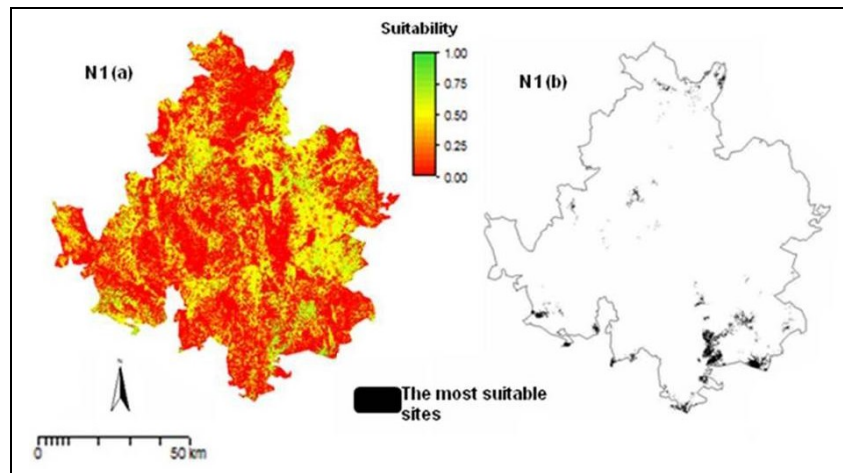 Suitability
N1(a)
1.00
0.75
0.50
0.25
0.00
N1(b)
N
The most suitable
sites
0
50 km